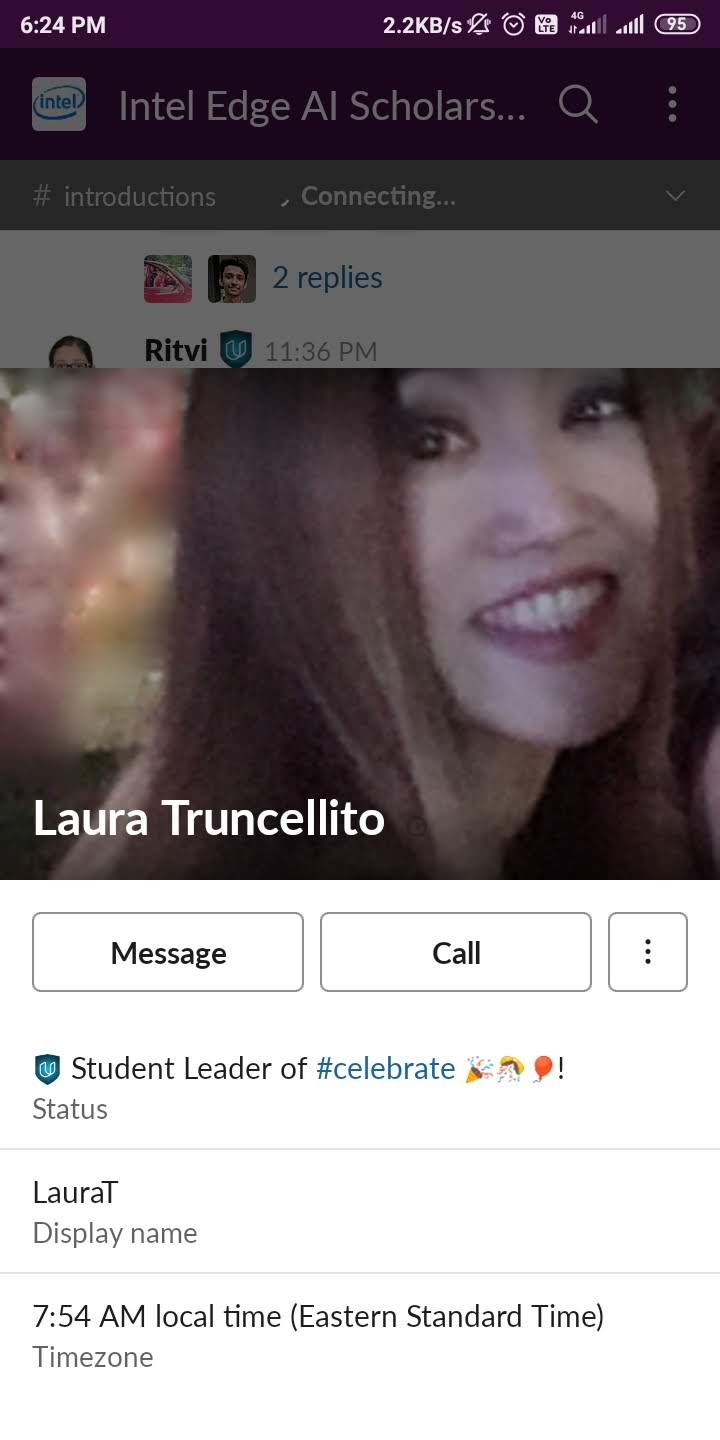 6:24 PM 2.2KB/s Vo LTE 4G 95
intel Intel Edge AI Scholars...
# introductions Connecting...
2 replies
Ritvi 11:36 PM
Laura Truncellito
Message Call
Student Leader of #celebrate 🎉🎊🎈!
Status
LauraT
Display name
7:54 AM local time (Eastern Standard Time)
Timezone